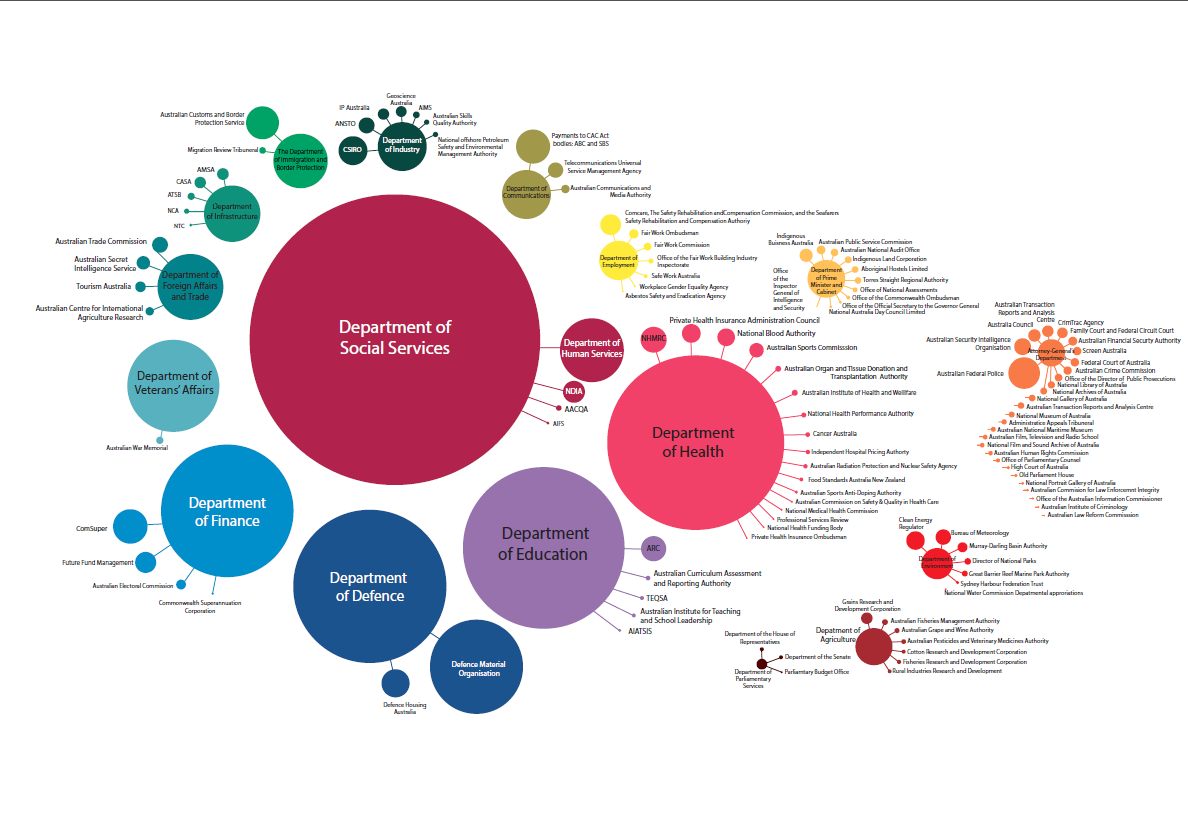 Australian Customs and Border
Protection Service
Migration Review Tribuneral
The Department
of Immigration and
Border Protection
IP Australia
Geoscience
Australia
AIMS
ANSTO
Australian Skills
Quality Authority
CSIRO
Department
of Industry
National offshore Petroleum
Safety and Environmental
Management Authority
Payments to CAC Act
bodies: ABC and SBS
Telecommunications Universal
Service Management Agency
Department of
Communications
Australian Communications and
Media Authority
AMSA
CASA
ATSB
NCA
NTC
Department
of Infrastructure
Australian Trade Commission
Australian Secret
Intelligence Service
Tourism Australia
Australian Centre for International
Agriculture Research
Department of
Foreign Affairs
and Trade
Department of
Veterans' Affairs
Australian War Memorial
Department of
Social Services
Department of
Human Services
NDIA
AACQA
AIFS
Comcare, The Safety Rehabilitation andCompensation Commission, and the Seafarers
Safety Rehabilitation and Compensation Authority
Fair Work Ombudsman
Fair Work Commission
Office of the Fair Work Building Industry
Inspectorate
Safe Work Australia
Workplace Gender Equality Agency
Asbestos Safety and Eradication Agency
Department of
Employment
Indigenous
Business Australia
Australian Public Service Commission
Australian National Audit Office
Indigenous Land Corporation
Aboriginal Hostels Limited
Torres Straight Regional Authority
Office of National Assessments
Office of the Commonwealth Ombudsman
Office of the Official Secretary to the Governor General
National Australia Day Council Limited
Office
of the
Inspector
General of
Intelligence
and Security
Department
of Prime
Minister and
Cabinet
Australian Transaction
Reports and Analysis
Centre
CrimTrac Agency
Australia Council
Family Court and Federal Circuit Court
Australian Security Intelligence
Organisation
Australian Financial Security Authority
Attorney-General's
Department
Screen Australia
Federal Court of Australia
Australian Federal Police
Australian Crime Commission
Office of the Director of Public Prosecutions
National Library of Australia
National Archives of Australia
National Gallery of Australia
Australian Transaction Reports and Analysis Centre
National Museum of Australia
Administratice Appeals Tribuneral
Australian National Maritime Museum
Australian Film, Television and Radio School
National Film and Sound Archive of Australia
Australian Human Rights Commission
Office of Parliamentary Counsel
High Court of Australia
Old Parliament House
National Portrait Gallery of Australia
Australian Commision for Law Enforcement Integrity
Office of the Australian Information Commissioner
Australian Institute of Criminology
Australian Law Reform Commisssion
NHMRC
Private Health Insurance Administration Council
National Blood Authority
Australian Sports Commisssion
Australian Organ and Tissue Donation and
Transplantation Authority
Australian Institute of Health and Wellfare
National Health Performance Authority
Cancer Australia
Independent Hospital Pricing Authorty
Australian Radiation Protection and Nuclear Safety Agency
Food Standards Australia New Zealand
Australian Sports Anti-Doping Authority
Australian Commission on Safety & Quality in Health Care
National Medical Health Commission
Professional Services Review
National Health Funding Body
Private Health Insurance Ombudsman
Department
of Health
Department
of Finance
ComSuper
Future Fund Management
Australian Electoral Commission
Commonwealth Superannuation
Corporation
Department
of Defence
Defence Material
Organisation
Defence Housing
Australia
Department
of Education
ARC
Australian Curriculum Assessment
and Reporting Authority
TEQSA
Australian Institute for Teaching
and School Leadership
AIATSIS
Clean Energy
Regulator
Bureau of Meteorology
Murray-Darling Basin Authority
Department of
Environment
Director of National Parks
Great Barrier Reef Marine Park Authority
Sydney Harbour Federation Trust
National Water Commission Depatmental approriations
Grains Research and
Development Corporation
Australian Fisheries Management Authority
Australian Grape and Wine Authority
Department of
Agriculture
Australian Pesticides and Veterinary Medicines Authority
Cotton Research and Development Corporation
Fisheries Research and Development Corporation
Rural Industries Research and Development
Department of the House of
Representatives
Department of the Senate
Parliamtary Budget Office
Department of
Parliamentary
Services